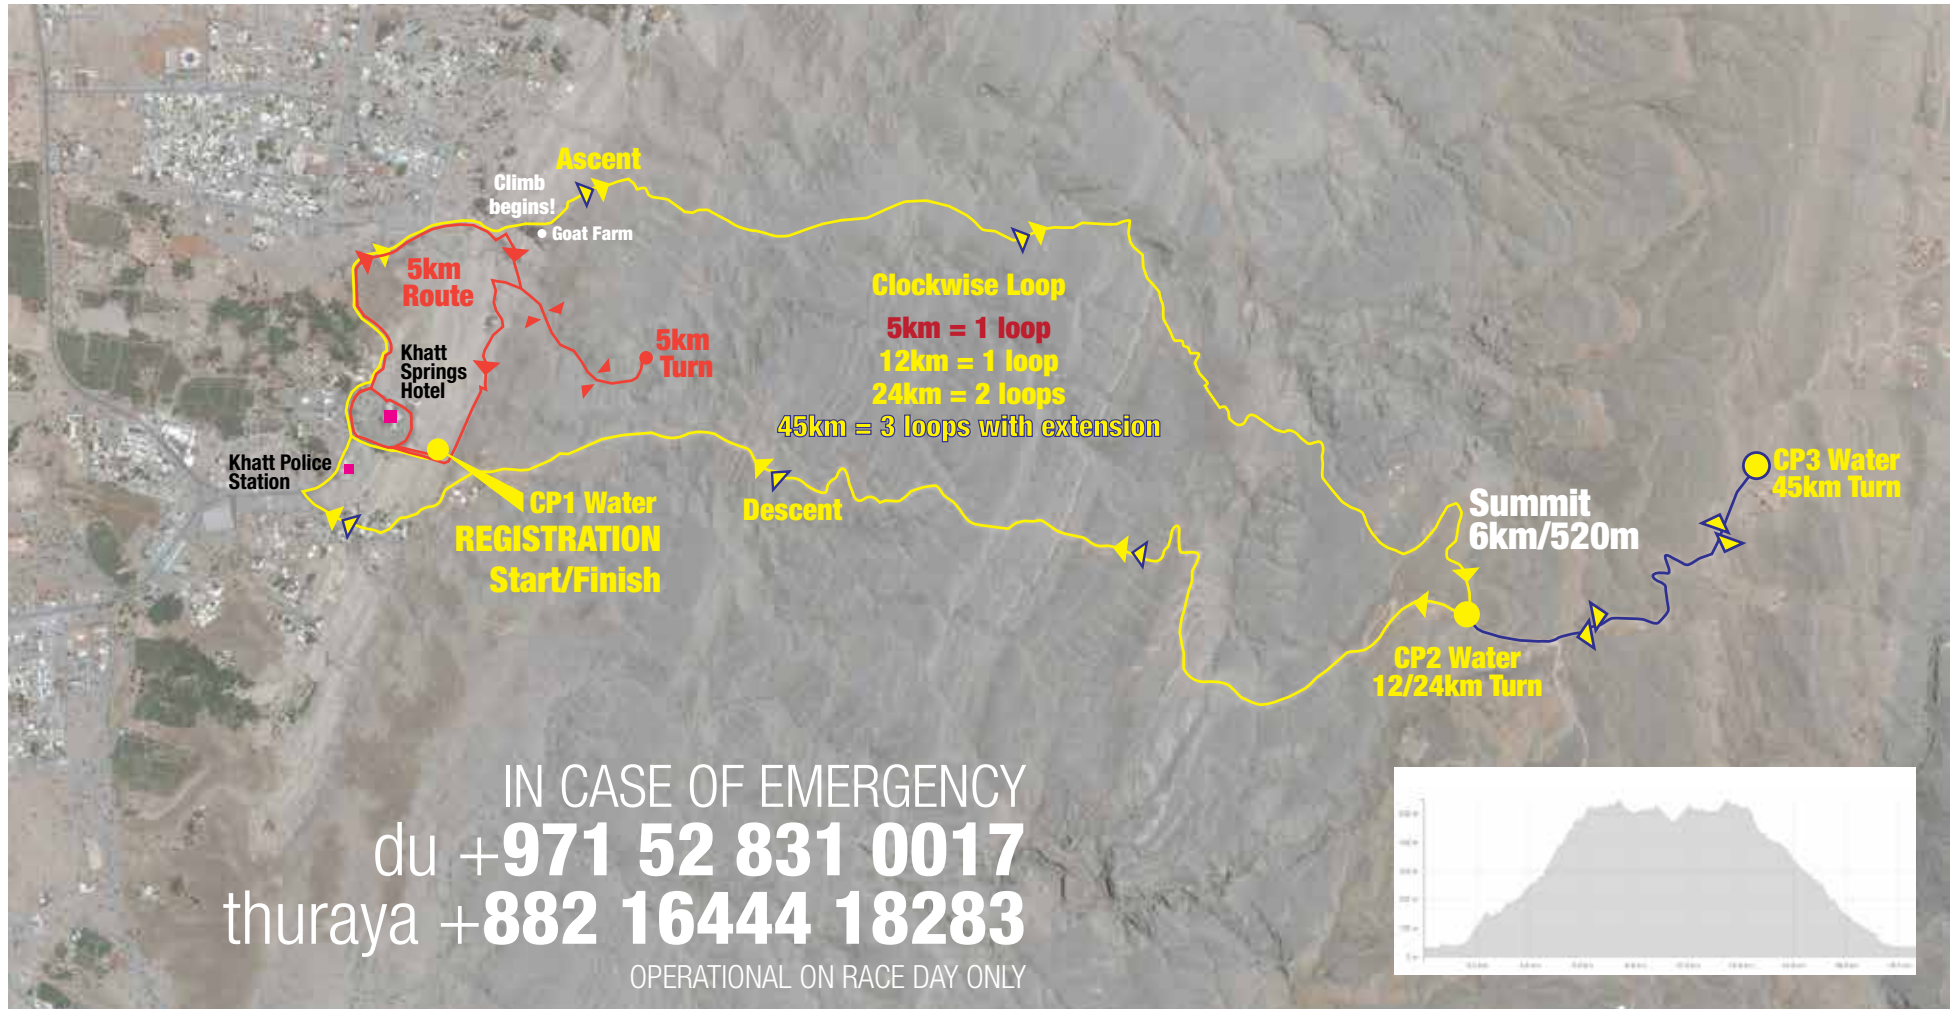 Ascent
Climb
begins!
Goat Farm
5km
Route
Clockwise Loop
5km = 1 loop
12km = 1 loop
24km = 2 loops
45km = 3 loops with extension
5km
Turn
Khatt
Springs
Hotel
Khatt Police
Station
CP1 Water
REGISTRATION
Start/Finish
Descent
Summit
6km/520m
CP3 Water
45km Turn
CP2 Water
12/24km Turn
IN CASE OF EMERGENCY
du +971 52 831 0017
thuraya +882 16444 18283
OPERATIONAL ON RACE DAY ONLY